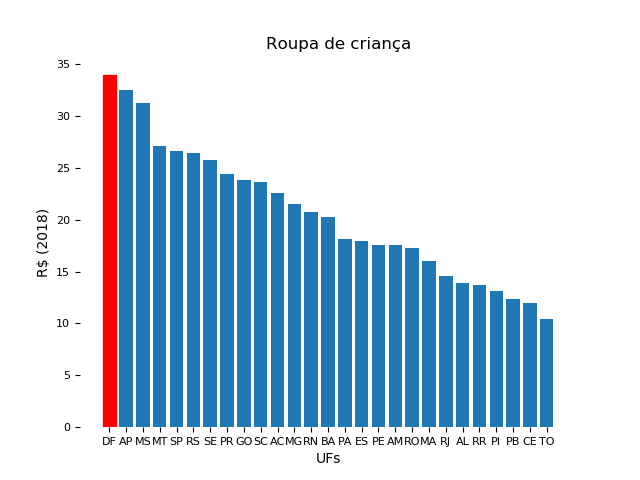 Roupa de criança
R$ (2018)
35
30
25
20
15
10
5
0
DF AP MS MT SP RS SE PR GO SC AC MG RN BA PA ES PE AM RO MA RJ AL RR PI PB CE TO
UFs